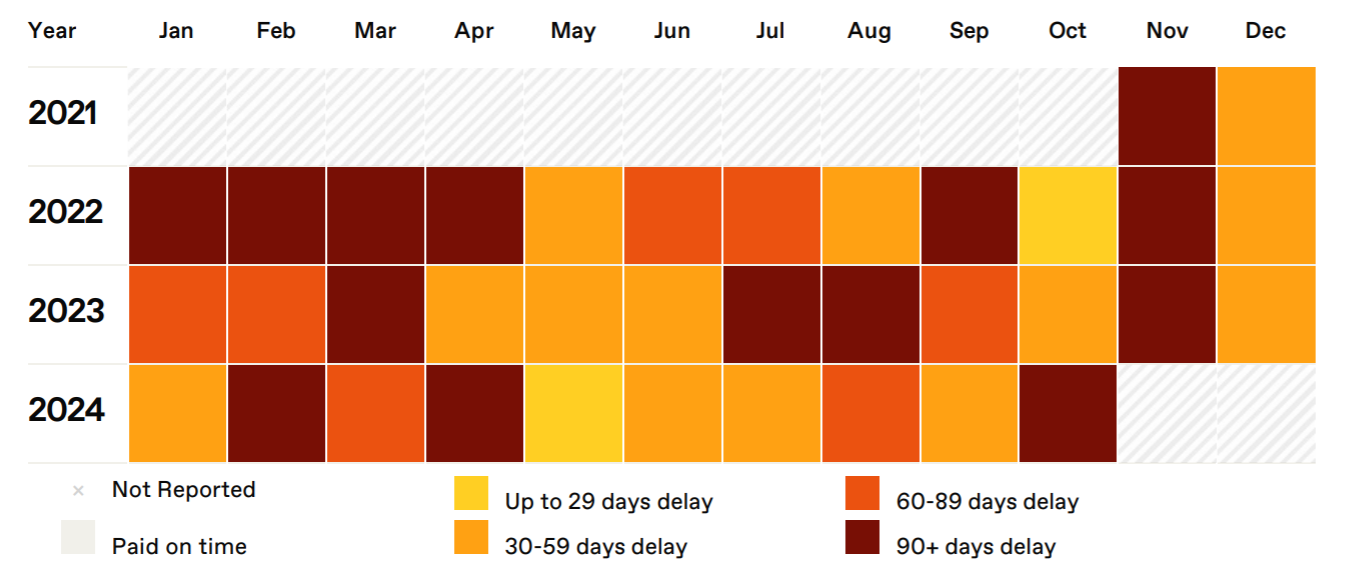 Year Jan Feb Mar Apr May Jun Jul Aug Sep Oct Nov Dec
2021
2022
2023
2024
× Not Reported
Up to 29 days delay
60-89 days delay
Paid on time
30-59 days delay
90+ days delay